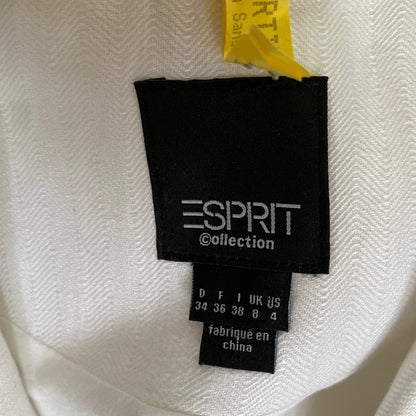 ESPRIT
©ollection
D F I UK US
34 36 38 8 4
fabriqué en
china